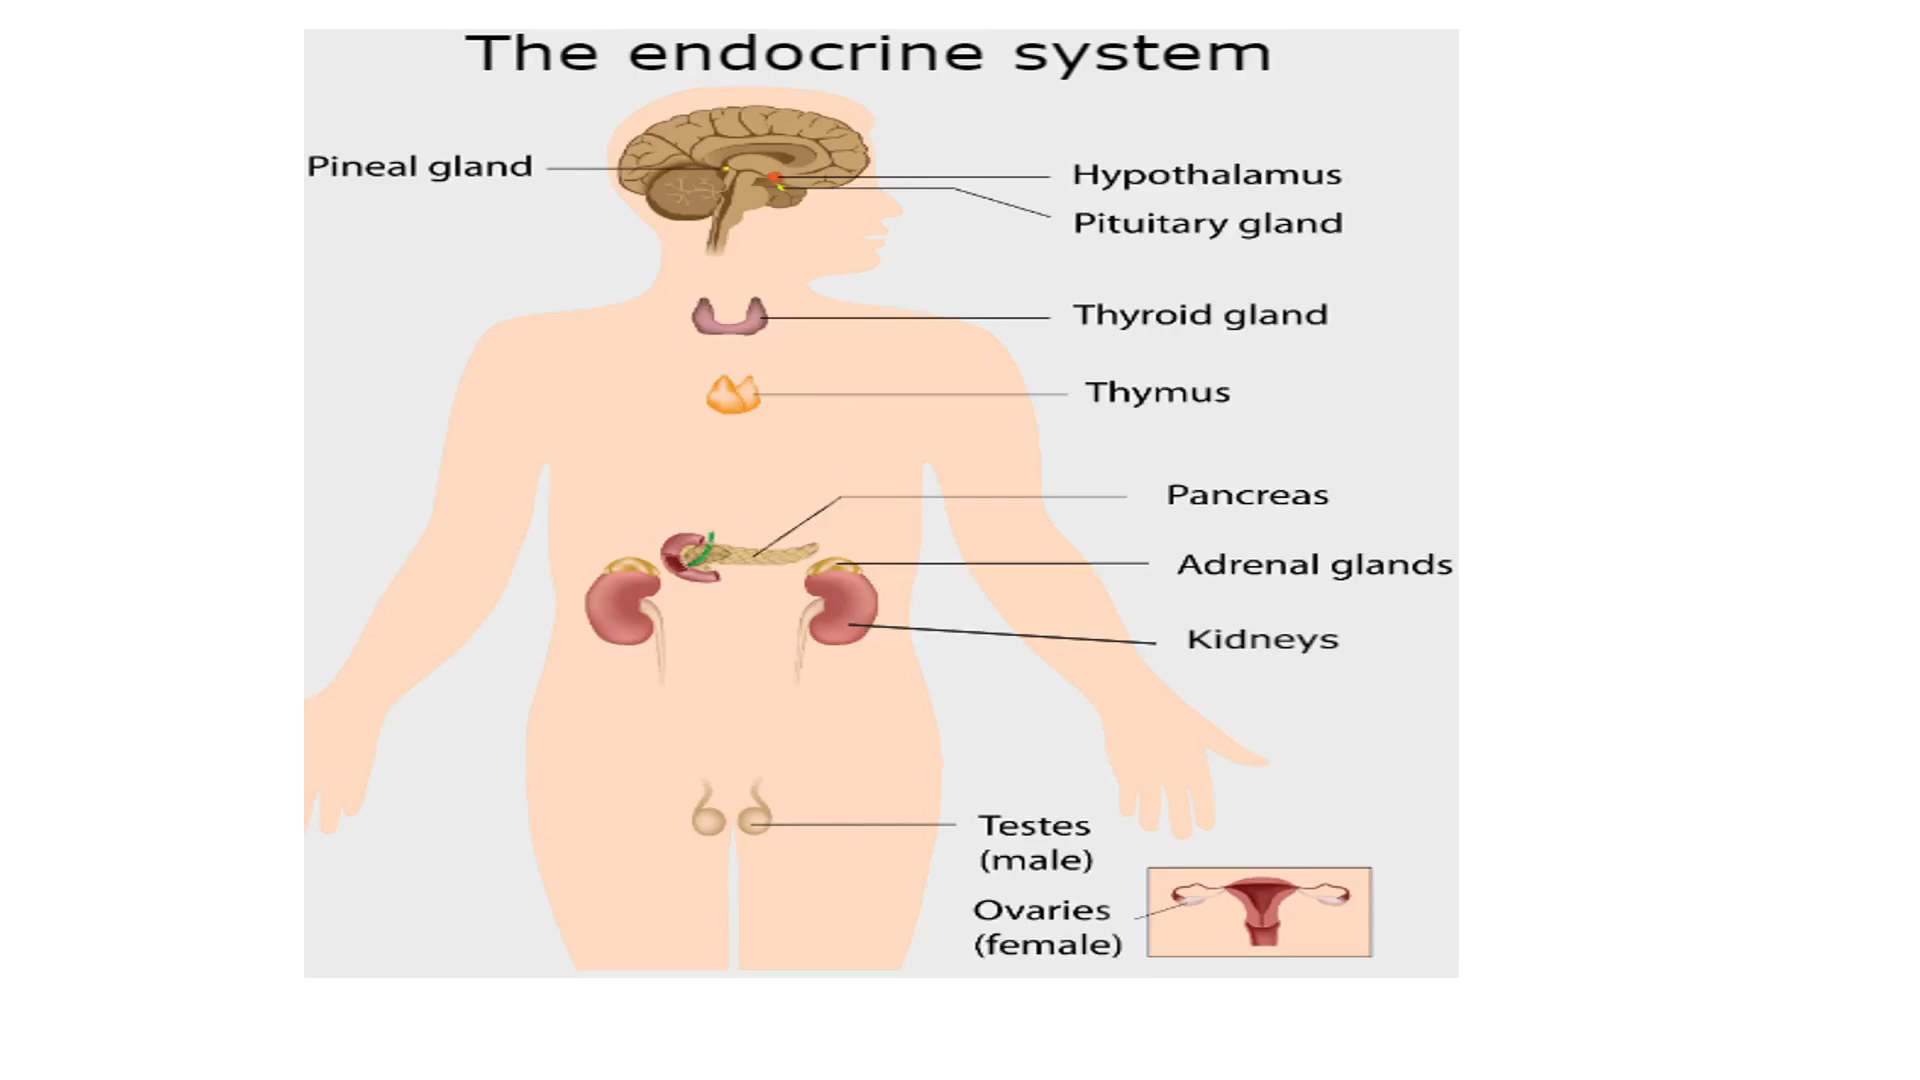 The endocrine system
Pineal gland
Hypothalamus
Pituitary gland
Thyroid gland
Thymus
Pancreas
Adrenal glands
Kidneys
Testes
(male)
Ovaries
(female)